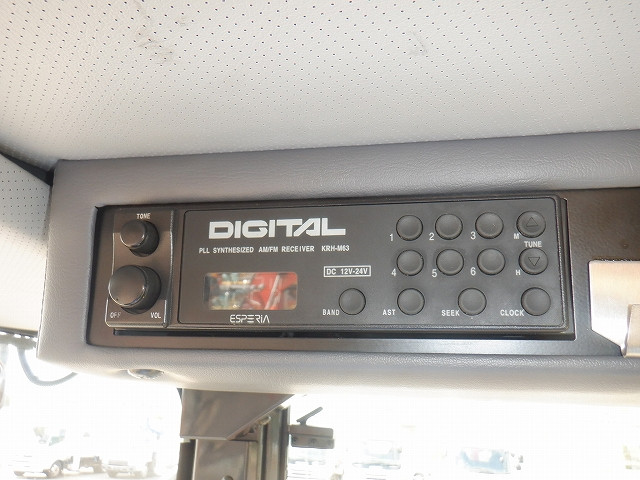 TONE
DIGITAL
PLL SYNTHESIZED AM/FM RECEIVER KRH-M63
1 2 3 M
TUNE
DC 12V-24V
4 5 6 H
OFF VOL
ESPERIA
BAND AST SEEK CLOCK